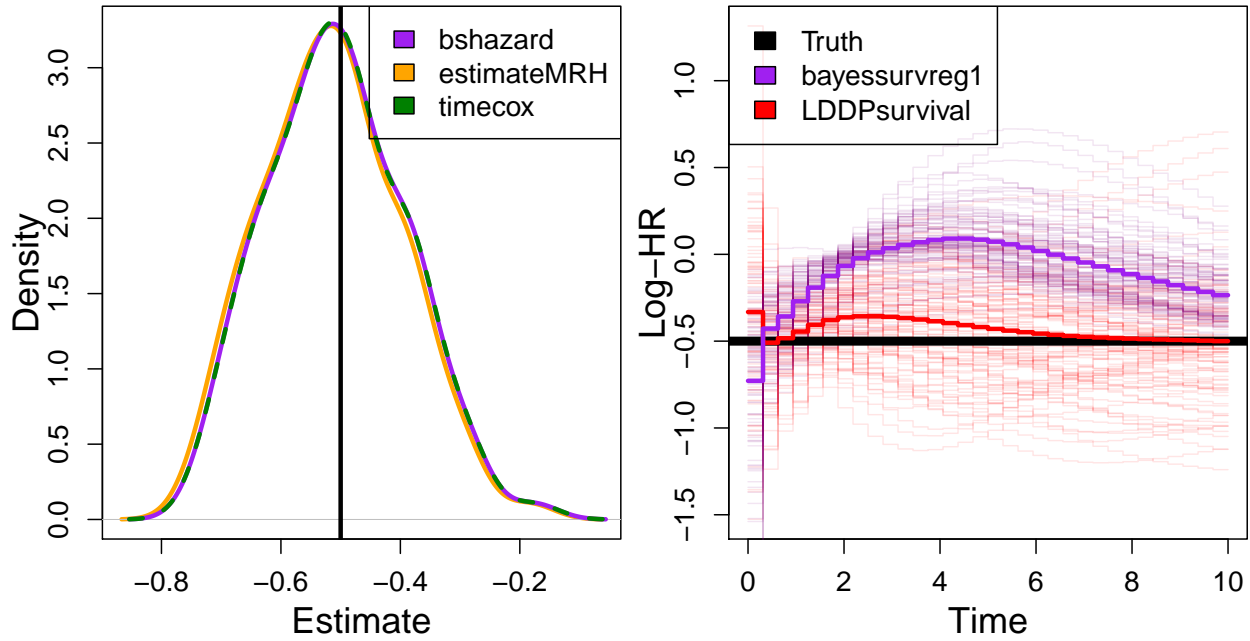 bshazard
estimateMRH
timecox
Density
0.0
0.5
1.0
1.5
2.0
2.5
3.0
−0.8
−0.6
−0.4
−0.2
Estimate
Truth
bayessurvreg1
LDDPsurvival
Log−HR
−1.5
−1.0
−0.5
0.0
0.5
1.0
0
2
4
6
8
10
Time